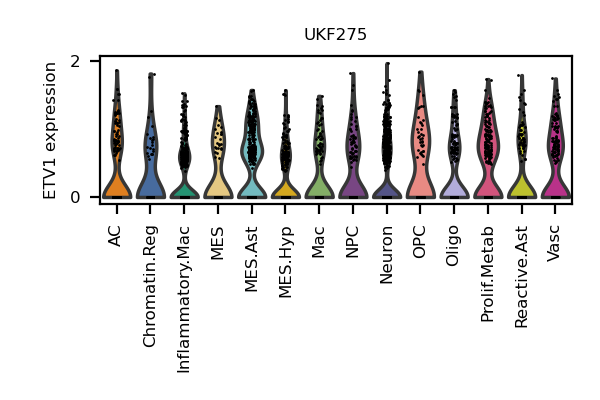 UKF275
2
ETV1 expression
0
AC
Chromatin.Reg
Inflammatory.Mac
MES
MES.Ast
MES.Hyp
Mac
NPC
Neuron
OPC
Oligo
Prolif.Metab
Reactive.Ast
Vasc